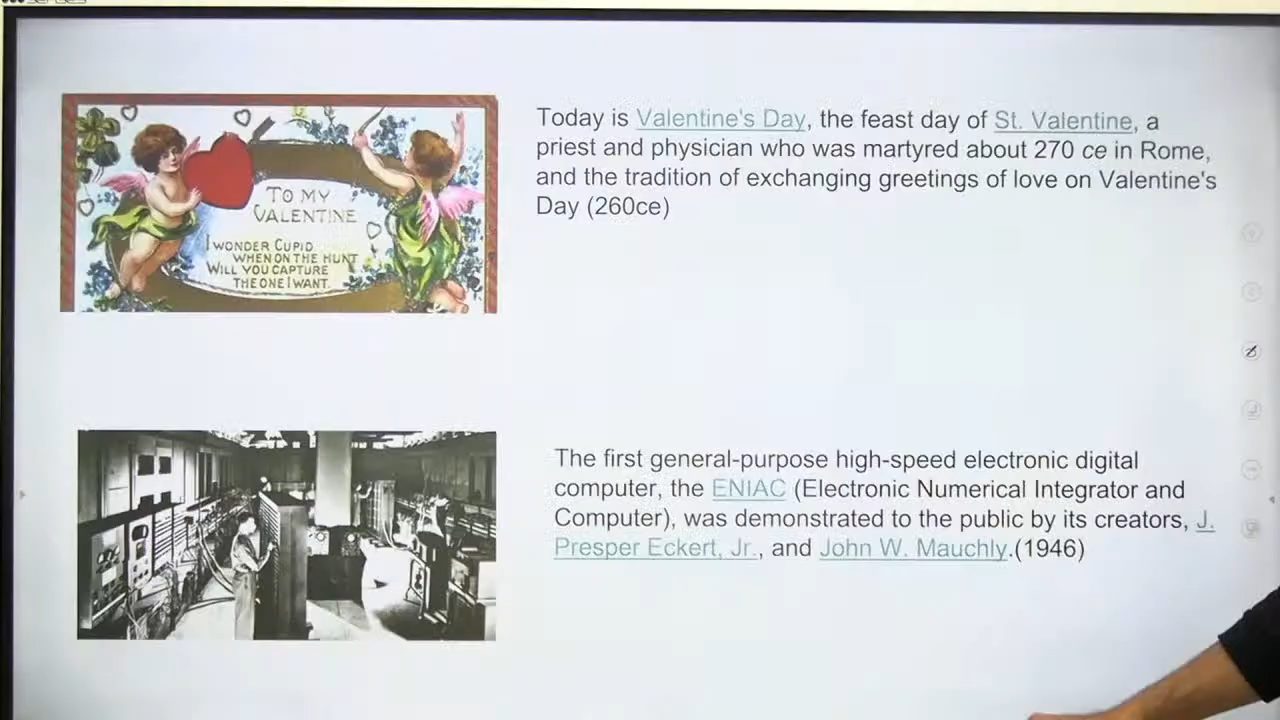 TO MY
VALENTINE
I WONDER CUPID
WHEN ON THE HUNT
WILL YOU CAPTURE
THE ONE I WANT.
Today is Valentine's Day, the feast day of St. Valentine, a
priest and physician who was martyred about 270 ce in Rome,
and the tradition of exchanging greetings of love on Valentine's
Day (260ce)
The first general-purpose high-speed electronic digital
computer, the ENIAC (Electronic Numerical Integrator and
Computer), was demonstrated to the public by its creators, J.
Presper Eckert, Jr., and John W. Mauchly.(1946)